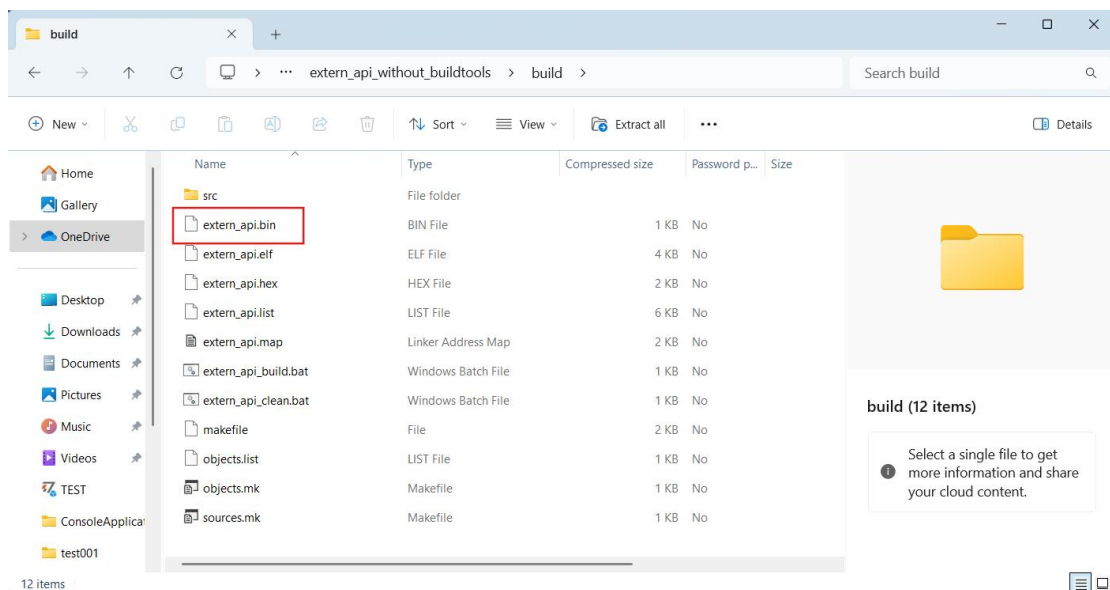 build
··· extern_api_without_buildtools > build >
Search build
New
Sort
View
Extract all
···
Details
Name Type Compressed size Password p... Size
Home
Gallery
OneDrive
Desktop
Downloads
Documents
Pictures
Music
Videos
TEST
ConsoleApplicat
test001
src File folder
extern_api.bin BIN File 1 KB No
extern_api.elf ELF File 4 KB No
extern_api.hex HEX File 2 KB No
extern_api.list LIST File 6 KB No
extern_api.map Linker Address Map 2 KB No
extern_api_build.bat Windows Batch File 1 KB No
extern_api_clean.bat Windows Batch File 1 KB No
makefile File 2 KB No
objects.list LIST File 1 KB No
objects.mk Makefile 1 KB No
sources.mk Makefile 1 KB No
build (12 items)
Select a single file to get
more information and share
your cloud content.
12 items